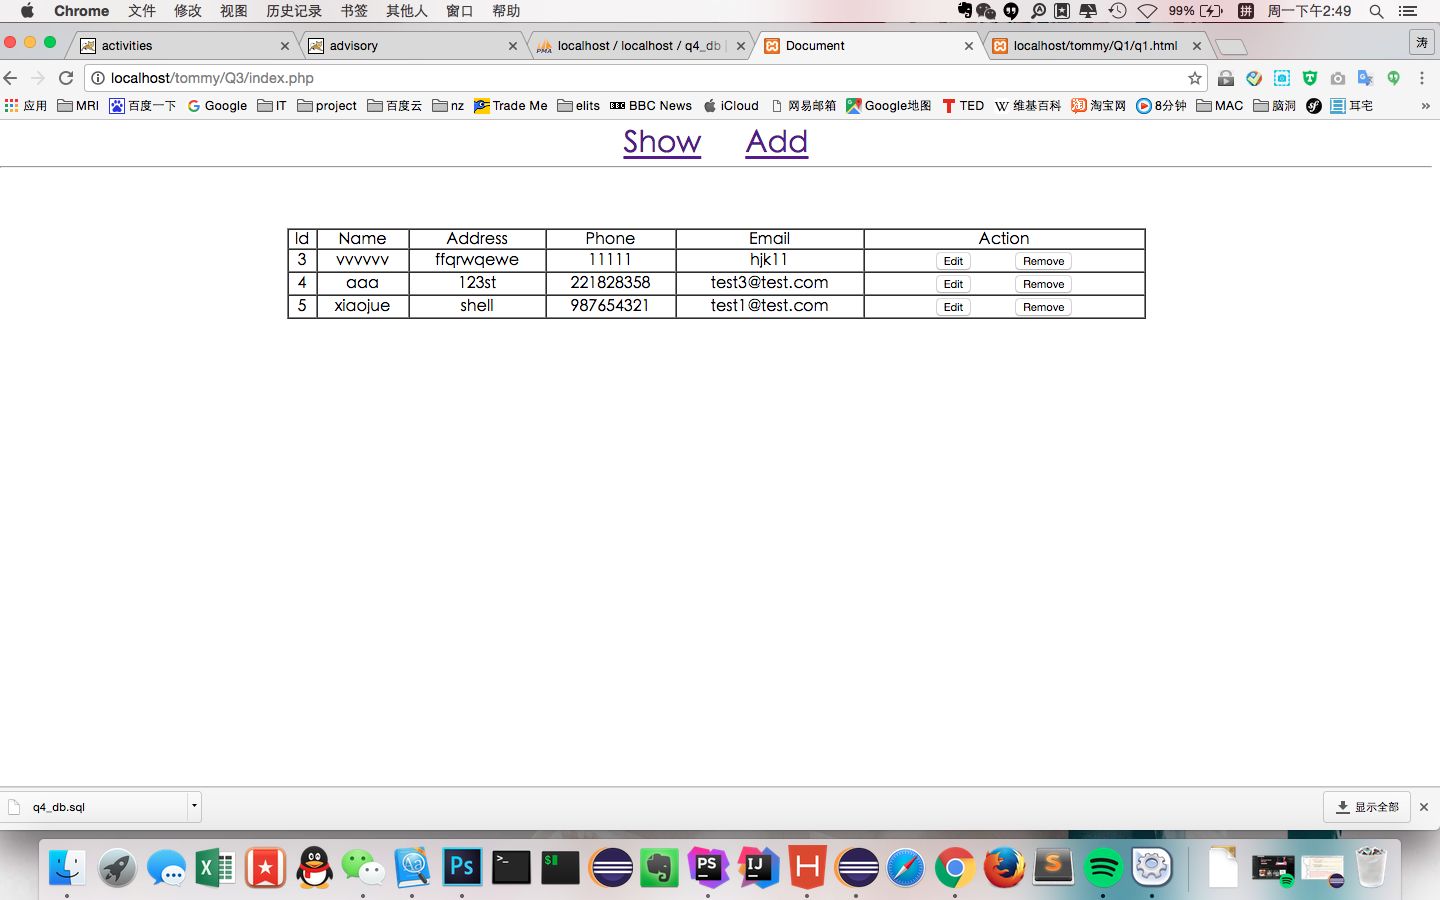 Chrome 文件 修改 视图 历史记录 书签 其他人 窗口 帮助 99% 拼 周一下午2:49
activities advisory localhost / localhost / q4_db Document localhost/tommy/Q1/q1.html 涛
localhost/tommy/Q3/index.php
应用 MRI 百度一下 Google IT project 百度云 nz Trade Me elits BBC News iCloud 网易邮箱 Google地图 TED 维基百科 淘宝网 8分钟 MAC 脑洞 耳宅 »
Show Add
Id Name Address Phone Email Action
3 vvvvvv ffqrwqewe 11111 hjk11 Edit Remove
4 aaa 123st 221828358 test3@test.com Edit Remove
5 xiaojue shell 987654321 test1@test.com Edit Remove
q4_db.sql 显示全部